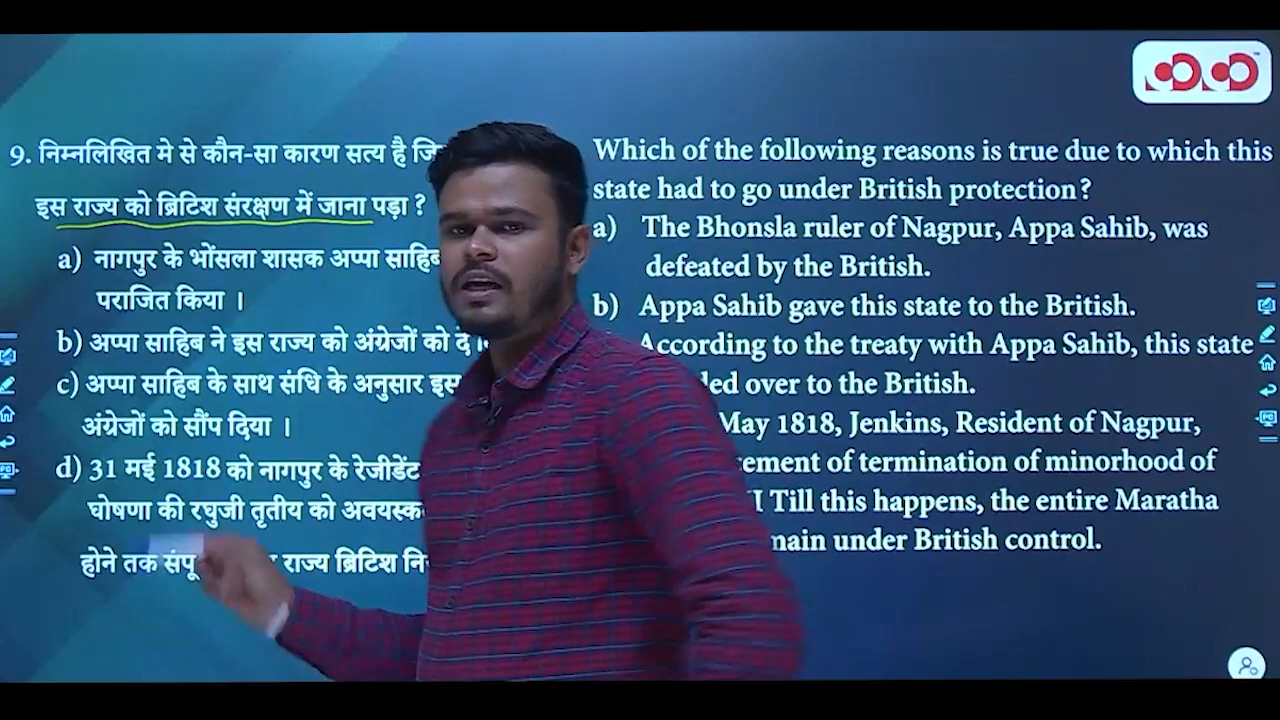 9. निम्नलिखित मे से कौन-सा कारण सत्य है
इस राज्य को ब्रिटिश संरक्षण में जाना पड़ा ?
a) नागपुर के भोंसला शासक अप्पा साहिब
पराजित किया ।
b) अप्पा साहिब ने इस राज्य को अंग्रेजों को दे
c) अप्पा साहिब के साथ संधि के अनुसार इस
अंग्रेजों को सौंप दिया ।
d) 31 मई 1818 को नागपुर के रेजीडेंट
घोषणा की रघुजी तृतीय को
होने तक राज्य ब्रिटिश
Which of the following reasons is true due to which this
state had to go under British protection?
a) The Bhonsla ruler of Nagpur, Appa Sahib, was
defeated by the British.
b) Appa Sahib gave this state to the British.
According to the treaty with Appa Sahib, this state
over to the British.
May 1818, Jenkins, Resident of Nagpur,
of termination of minorhood of
Till this happens, the entire Maratha
under British control.